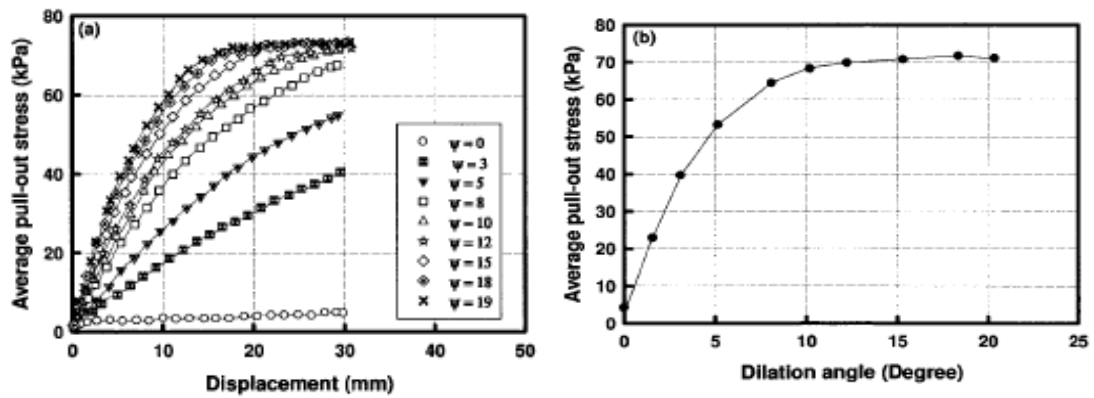 (a)
Average pull-out stress (kPa)
80
60
40
20
0
0 10 20 30 40 50
Displacement (mm)
ψ = 0
ψ = 3
ψ = 5
ψ = 8
ψ = 10
ψ = 12
ψ = 15
ψ = 18
ψ = 19
(b)
Average pull-out stress (kPa)
80
70
60
50
40
30
20
10
0
0 5 10 15 20 25
Dilation angle (Degree)